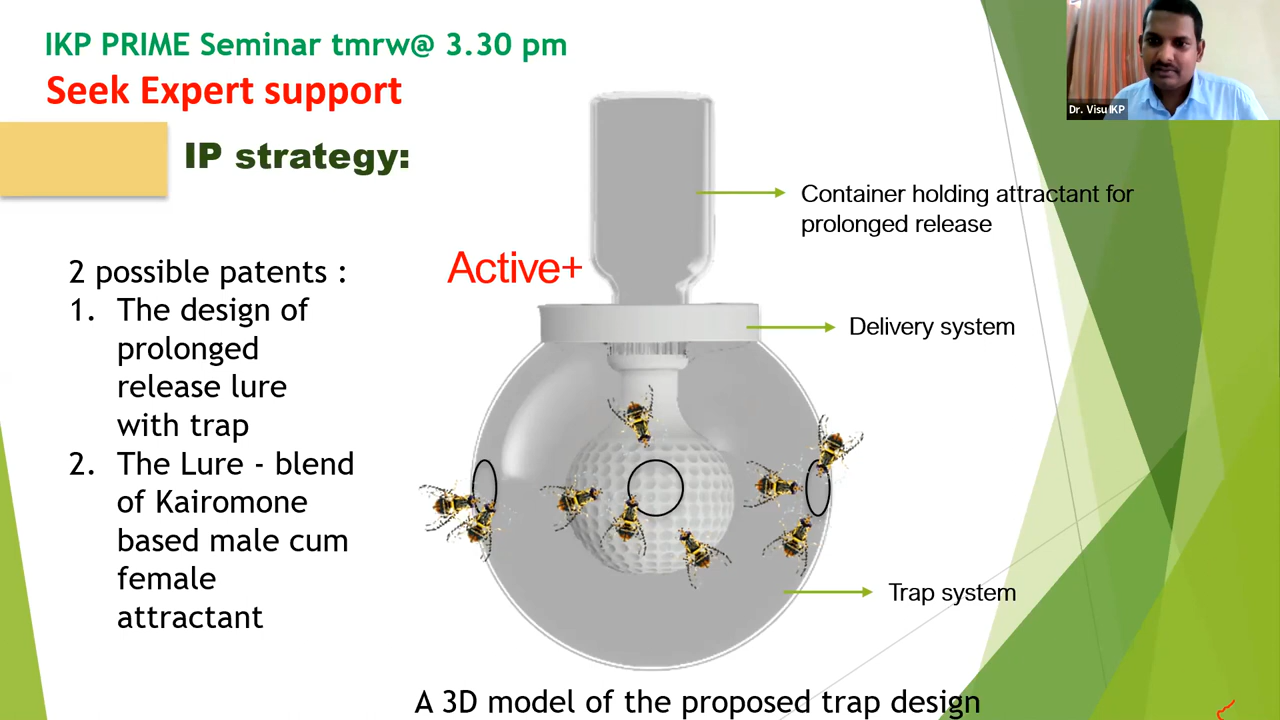 IKP PRIME Seminar tmrw@ 3.30 pm
Seek Expert support
IP strategy:
Dr. Visu IKP
Container holding attractant for
prolonged release
Active+
2 possible patents :
1. The design of
prolonged
release lure
with trap
2. The Lure - blend
of Kairomone
based male cum
female
attractant
Delivery system
Trap system
A 3D model of the proposed trap design